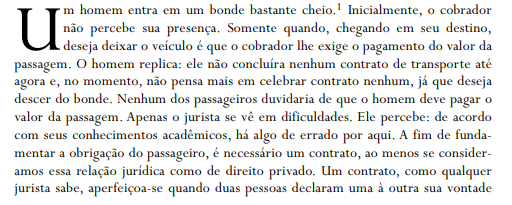 Um homem entra em um bonde bastante cheio.¹ Inicialmente, o cobrador
não percebe sua presença. Somente quando, chegando em seu destino,
deseja deixar o veículo é que o cobrador lhe exige o pagamento do valor da
passagem. O homem replica: ele não concluíra nenhum contrato de transporte até
agora e, no momento, não pensa mais em celebrar contrato nenhum, já que deseja
descer do bonde. Nenhum dos passageiros duvidaria de que o homem deve pagar o
valor da passagem. Apenas o jurista se vê em dificuldades. Ele percebe: de acordo
com seus conhecimentos acadêmicos, há algo de errado por aqui. A fim de funda-
mentar a obrigação do passageiro, é necessário um contrato, ao menos se consider-
amos essa relação jurídica como de direito privado. Um contrato, como qualquer
jurista sabe, aperfeiçoa-se quando duas pessoas declaram uma à outra sua vontade